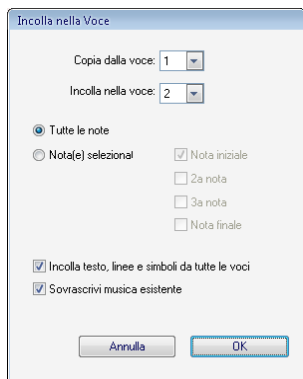 Incolla nella Voce
Copia dalla voce: 1
Incolla nella voce: 2
Tutte le note
Nota(e) seleziona
Nota iniziale
2a nota
3a nota
Nota finale
Incolla testo, linee e simboli da tutte le voci
Sovrascrivi musica esistente
Annulla OK